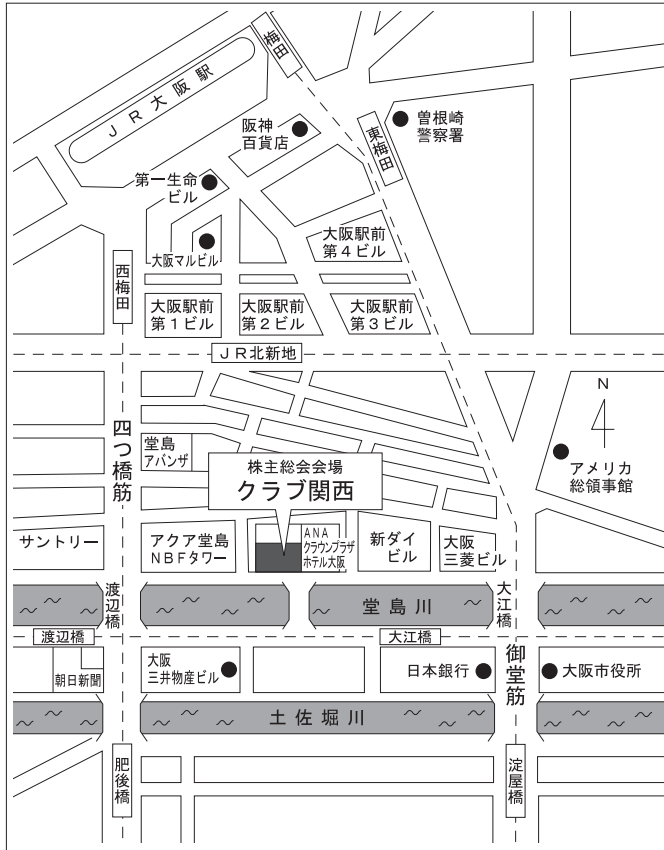 梅田
JR大阪駅
阪神
百貨店
東梅田
曽根崎
警察署
第一生命
ビル
大阪マルビル
大阪駅前
第4ビル
西梅田
大阪駅前
第1ビル
大阪駅前
第2ビル
大阪駅前
第3ビル
JR北新地
N
四つ橋筋
堂島
アバンザ
株主総会会場
クラブ関西
アメリカ
総領事館
サントリー
アクア堂島
NBFタワー
ANA
クラウンプラザ
ホテル大阪
新ダイ
ビル
大阪
三菱ビル
渡辺橋
堂島川
大江橋
渡辺橋
大江橋
御堂筋
朝日新聞
大阪
三井物産ビル
日本銀行
大阪市役所
土佐堀川
肥後橋
淀屋橋